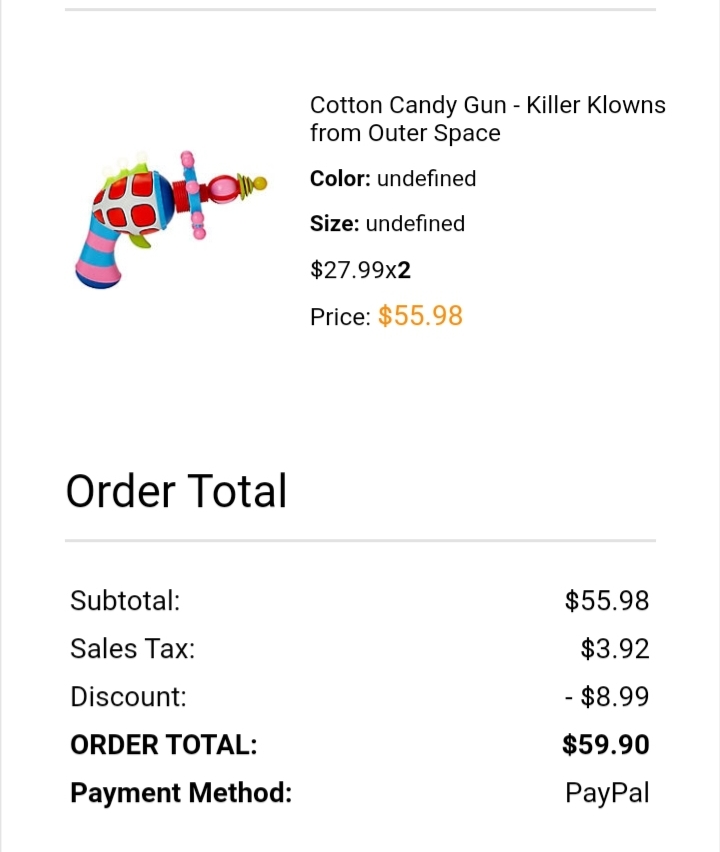 Cotton Candy Gun - Killer Klowns
from Outer Space
Color: undefined
Size: undefined
$27.99x2
Price: $55.98
Order Total
Subtotal: $55.98
Sales Tax: $3.92
Discount: - $8.99
ORDER TOTAL: $59.90
Payment Method: PayPal